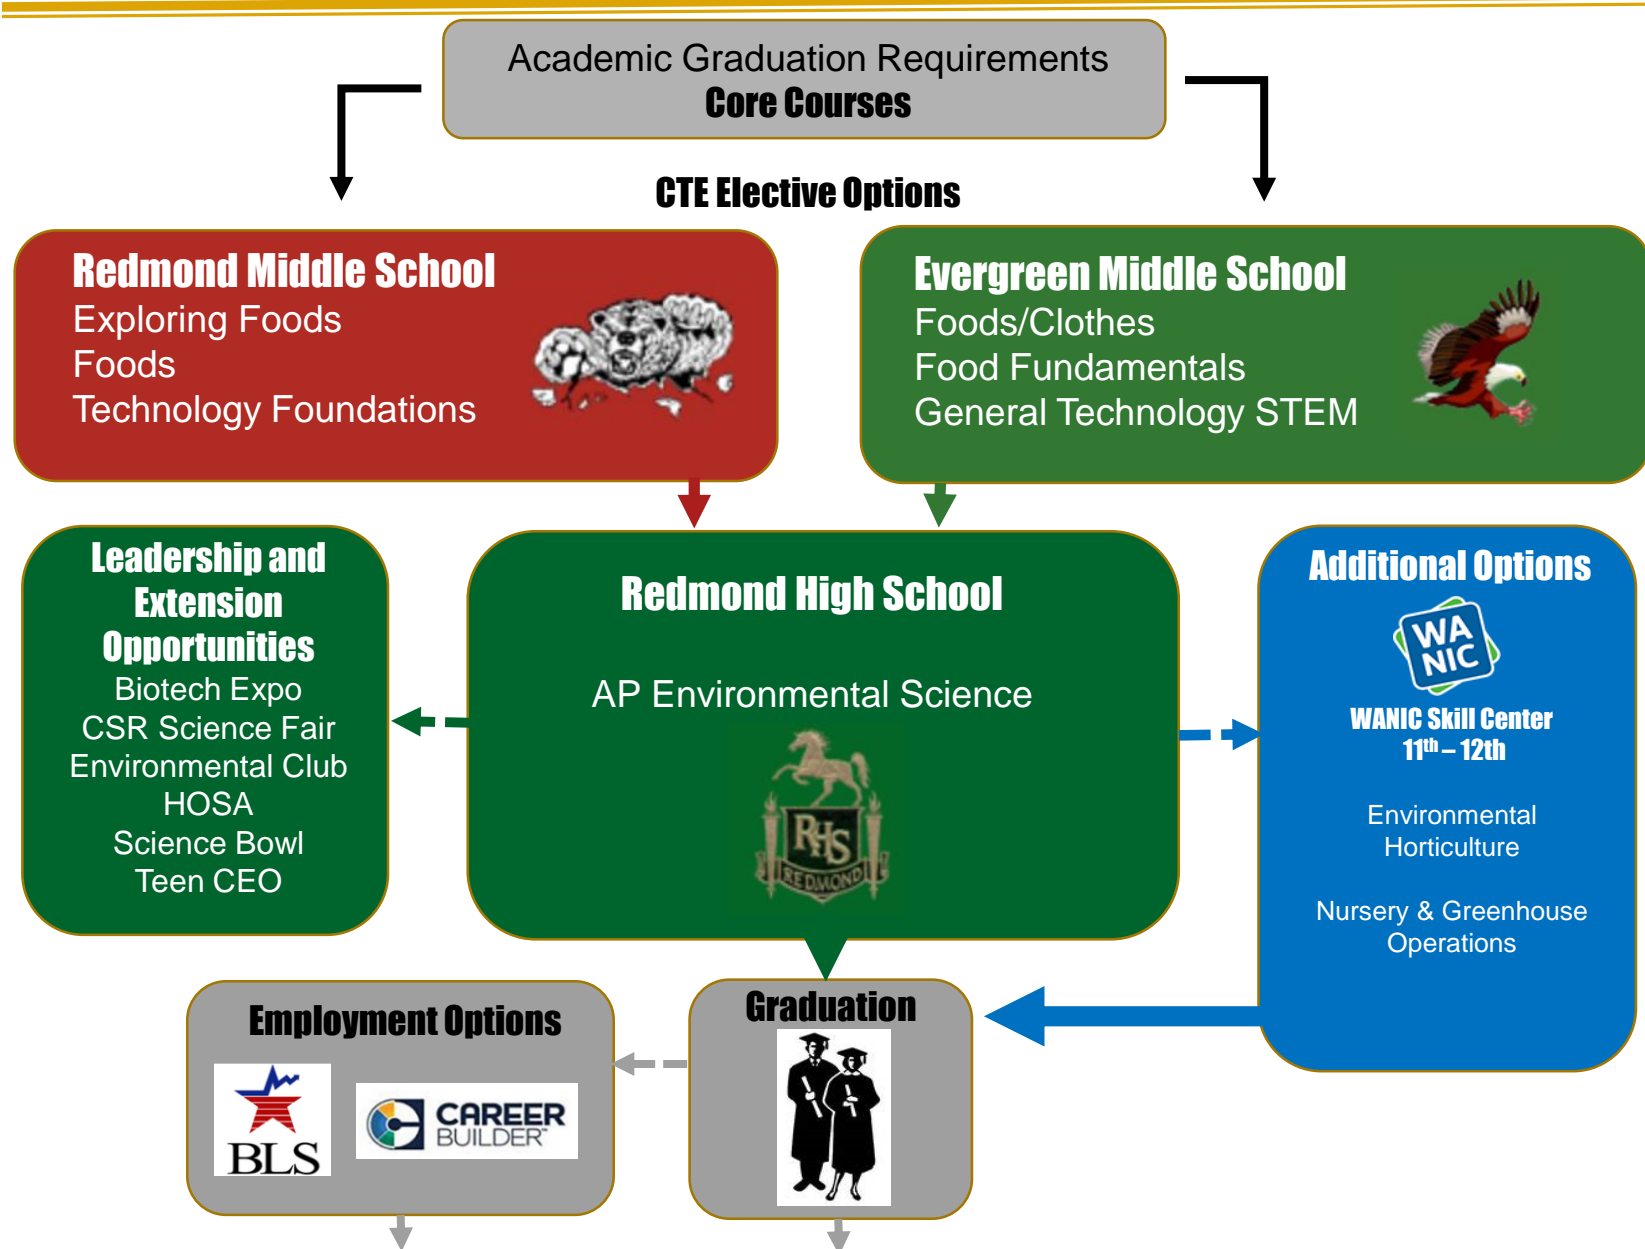 Academic Graduation Requirements
Core Courses
CTE Elective Options
Redmond Middle School
Exploring Foods
Foods
Technology Foundations
Evergreen Middle School
Foods/Clothes
Food Fundamentals
General Technology STEM
Leadership and
Extension
Opportunities
Biotech Expo
CSR Science Fair
Environmental Club
HOSA
Science Bowl
Teen CEO
Redmond High School
AP Environmental Science
RHS
REDMOND
Additional Options
WA
NIC
WANIC Skill Center
11th – 12th
Environmental
Horticulture
Nursery & Greenhouse
Operations
Employment Options
BLS
CAREER
BUILDER™
Graduation